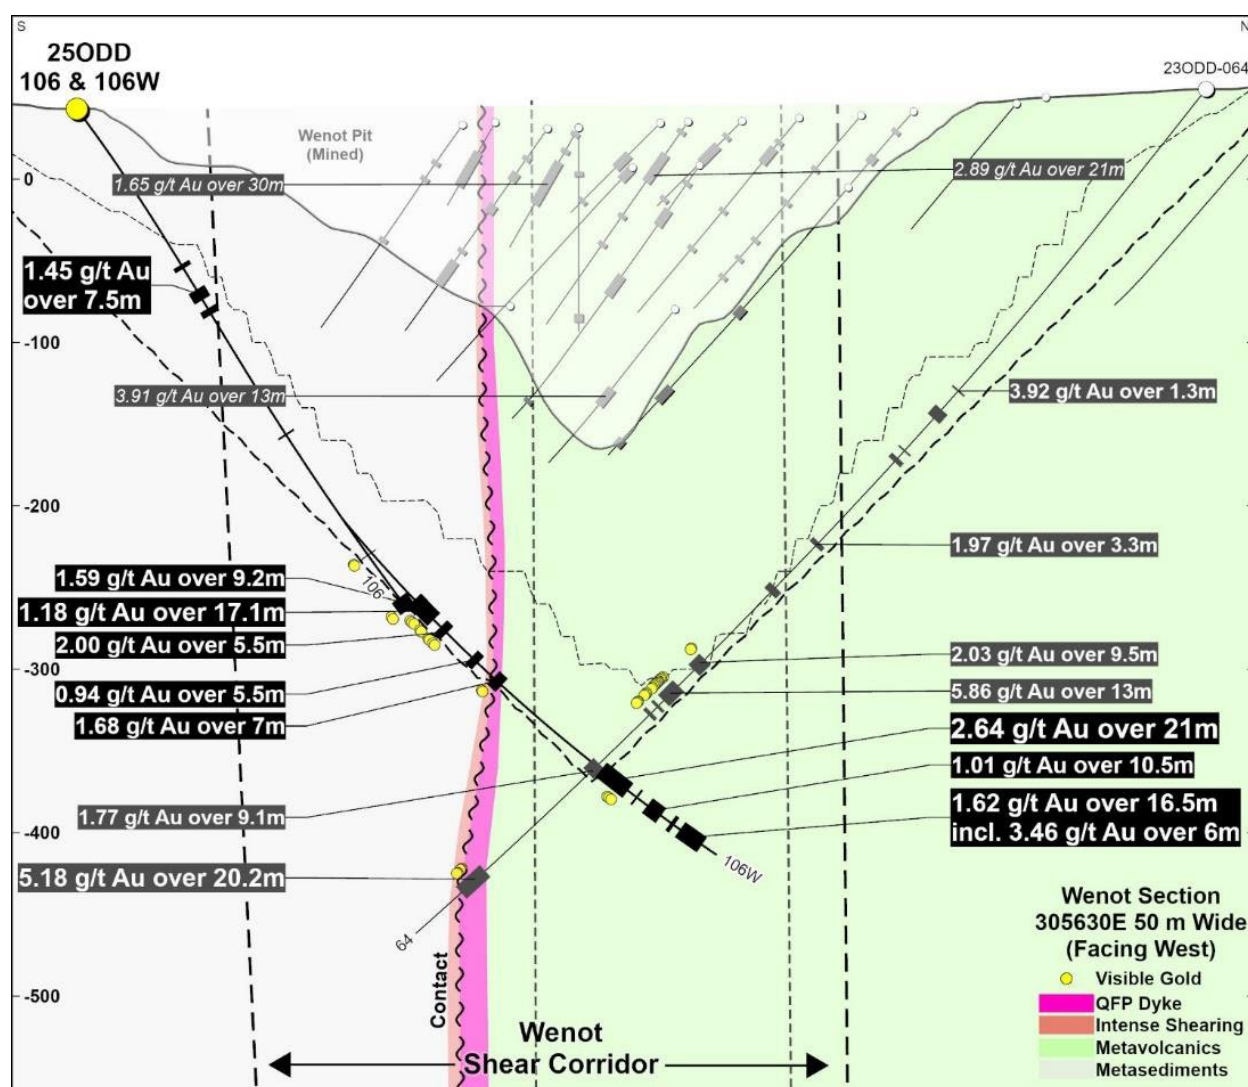 S
N
25ODD
106 & 106W
23ODD-064
Wenot Pit
(Mined)
0
1.65 g/t Au over 30m
2.89 g/t Au over 21m
1.45 g/t Au
over 7.5m
-100
3.91 g/t Au over 13m
3.92 g/t Au over 1.3m
-200
1.97 g/t Au over 3.3m
106
1.59 g/t Au over 9.2m
1.18 g/t Au over 17.1m
2.00 g/t Au over 5.5m
-300
2.03 g/t Au over 9.5m
0.94 g/t Au over 5.5m
5.86 g/t Au over 13m
1.68 g/t Au over 7m
2.64 g/t Au over 21m
1.01 g/t Au over 10.5m
1.77 g/t Au over 9.1m
1.62 g/t Au over 16.5m
incl. 3.46 g/t Au over 6m
-400
106W
5.18 g/t Au over 20.2m
64
Contact
-500
Wenot
Shear Corridor
Wenot Section
305630E 50 m Wide
(Facing West)
Visible Gold
QFP Dyke
Intense Shearing
Metavolcanics
Metasediments